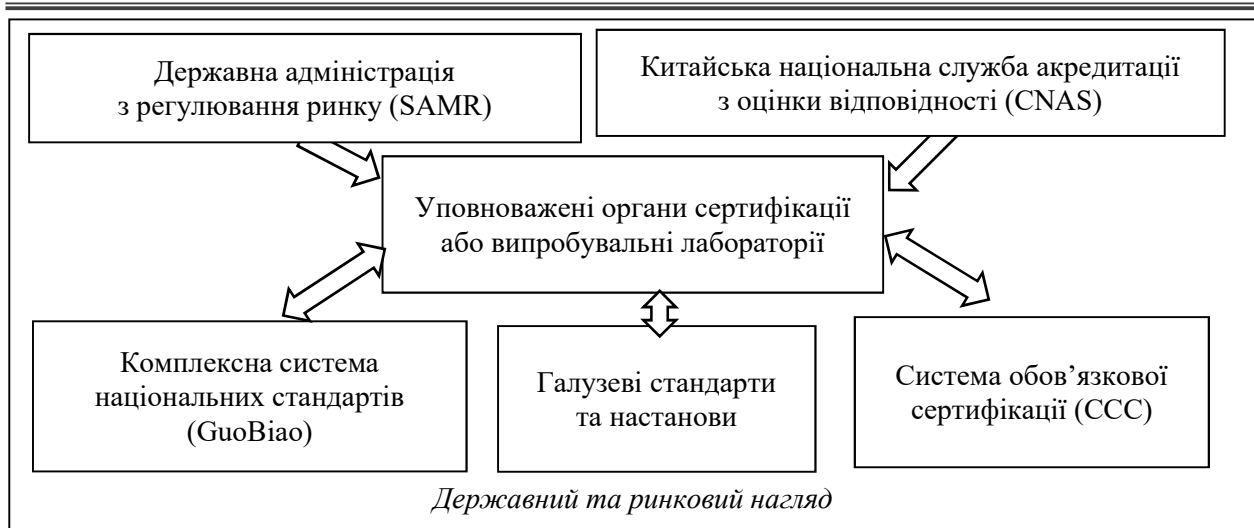 Державна адміністрація
з регулювання ринку (SAMR)
Китайська національна служба акредитації
з оцінки відповідності (CNAS)
Уповноважені органи сертифікації
або випробувальні лабораторії
Комплексна система
національних стандартів
(GuoBiao)
Галузеві стандарти
та настанови
Система обов’язкової
сертифікації (CCC)
Державний та ринковий нагляд